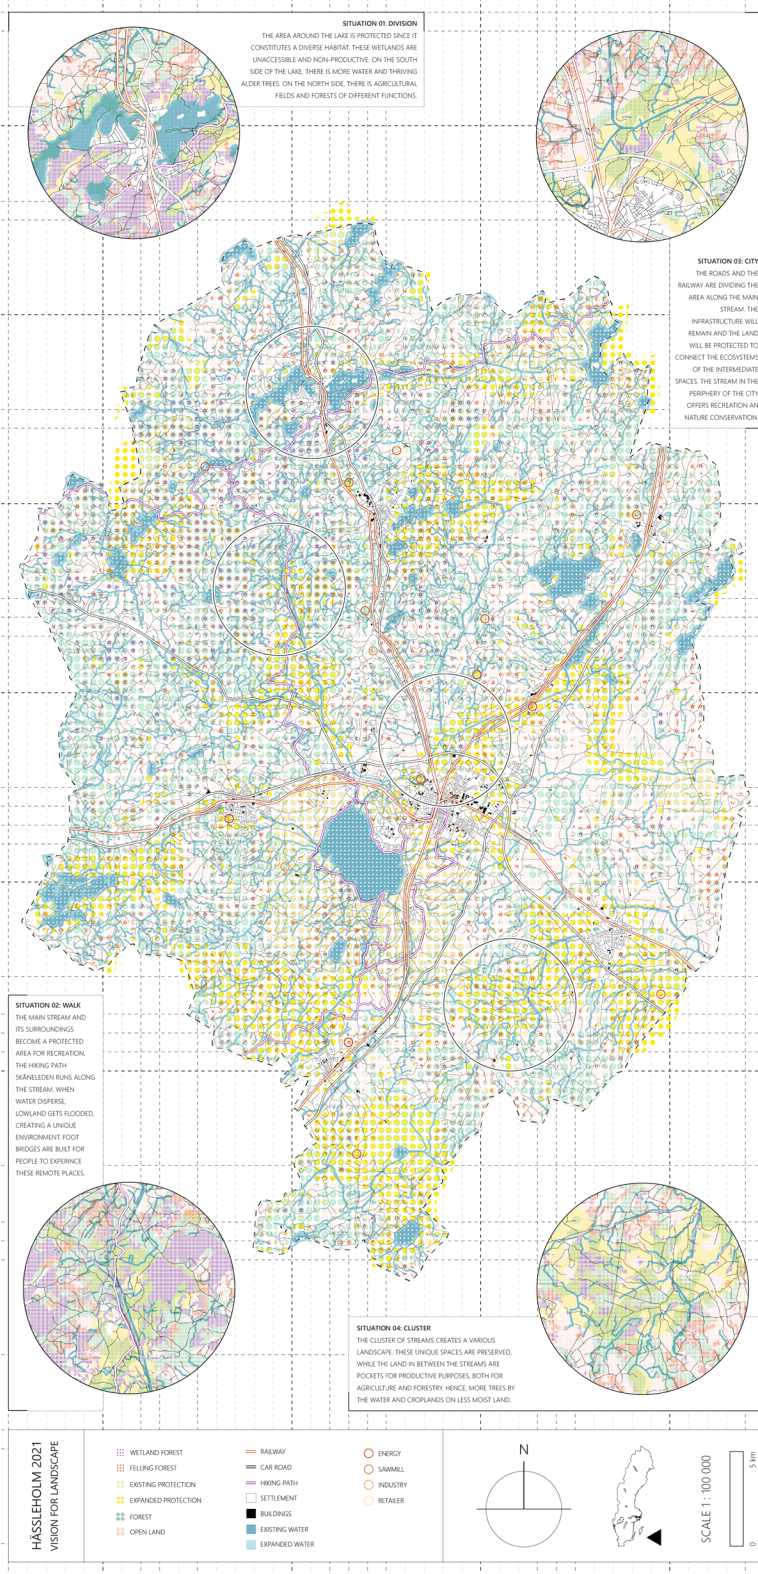 SITUATION 01: DIVISION
THE AREA AROUND THE LAKE IS PROTECTED SINCE IT
CONSTITUTES A DIVERSE HABITAT. THESE WETLANDS ARE
UNACCESSIBLE AND NON-PRODUCTIVE. ON THE SOUTH
SIDE OF THE LAKE, THERE IS MORE WATER AND THRIVING
ALDER TREES. ON THE NORTH SIDE, THERE IS AGRICULTURAL
FIELDS AND FORESTS OF DIFFERENT FUNCTIONS.
SITUATION 03: CITY
THE ROADS AND THE
RAILWAY ARE DIVIDING THE
AREA ALONG THE MAIN
STREAM. THE
INFRASTRUCTURE WILL
REMAIN AND THE LAND
WILL BE PROTECTED TO
CONNECT THE ECOSYSTEMS
OF THE INTERMEDIATE
SPACES. THE STREAM IN THE
PERIPHERY OF THE CITY
OFFERS RECREATION AN
NATURE CONSERVATION.
SITUATION 02: WALK
THE MAIN STREAM AND
ITS SURROUNDINGS
BECOME A PROTECTED
AREA FOR RECREATION.
THE HIKING PATH
SKÅNELEDEN RUNS ALONG
THE STREAM. WHEN
WATER DISPERSE,
LOWLAND GETS FLOODED,
CREATING A UNIQUE
ENVIRONMENT. FOOT
BRIDGES ARE BUILT FOR
PEOPLE TO EXPERINCE
THESE REMOTE PLACES.
SITUATION 04: CLUSTER
THE CLUSTER OF STREAMS CREATES A VARIOUS
LANDSCAPE. THESE UNIQUE SPACES ARE PRESERVED,
WHILE THE LAND IN BETWEEN THE STREAMS ARE
POCKETS FOR PRODUCTIVE PURPOSES, BOTH FOR
AGRICULTURE AND FORESTRY. HENCE, MORE TREES BY
THE WATER AND CROPLANDS ON LESS MOIST LAND.
HÄSSLEHOLM 2021
VISION FOR LANDSCAPE
WETLAND FOREST
FELLING FOREST
EXISTING PROTECTION
EXPANDED PROTECTION
FOREST
OPEN LAND
RAILWAY
CAR ROAD
HIKING PATH
SETTLEMENT
BUILDINGS
EXISTING WATER
EXPANDED WATER
ENERGY
SAWMILL
INDUSTRY
RETAILER
N
SCALE 1 : 100 000
0
5 km